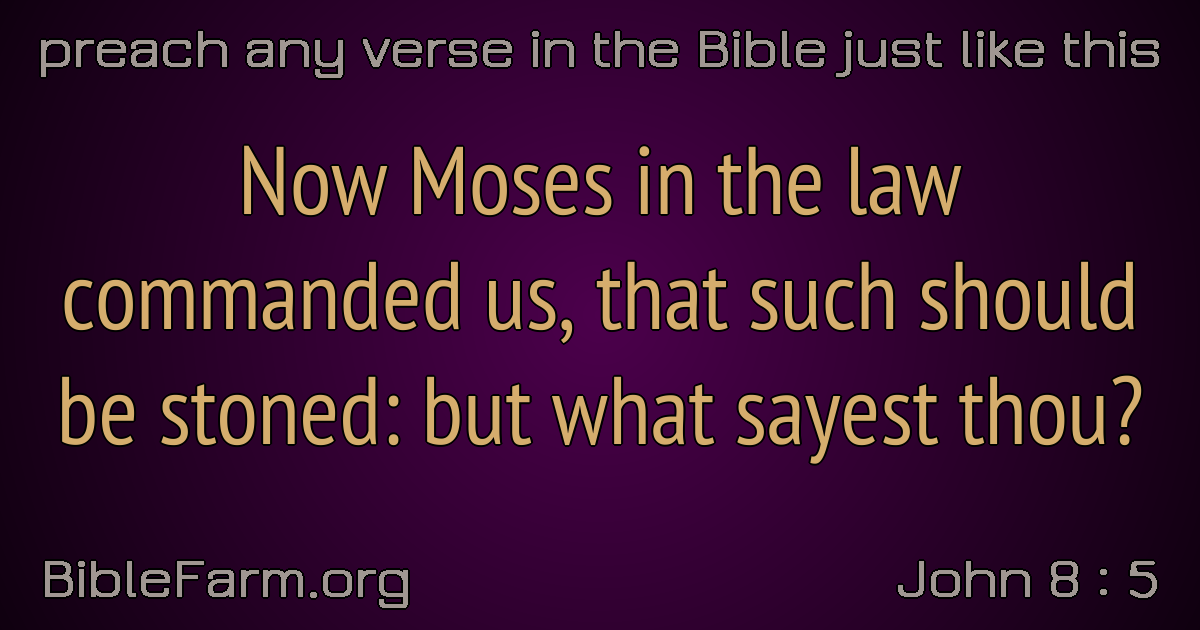 preach any verse in the Bible just like this
Now Moses in the law
commanded us, that such should
be stoned: but what sayest thou?
BibleFarm.org
John 8 : 5